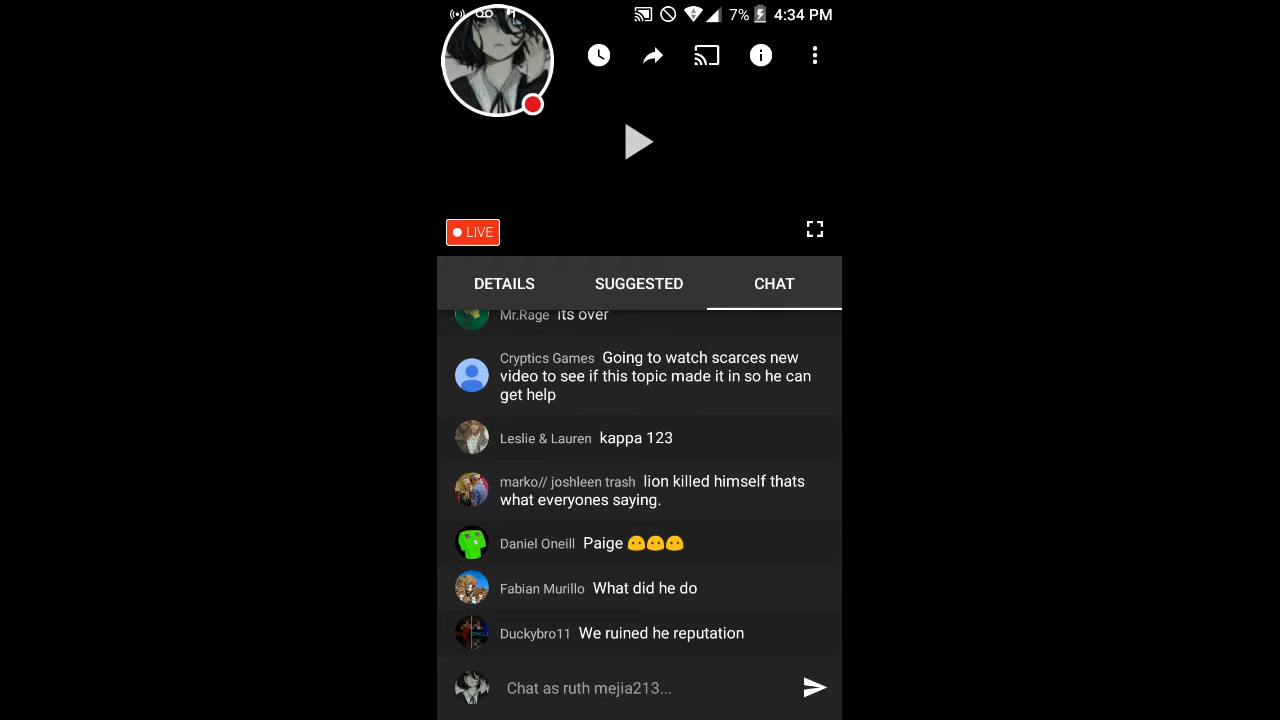 7% 4:34 PM
LIVE
DETAILS SUGGESTED CHAT
Mr.Rage its over
Cryptics Games Going to watch scarces new
video to see if this topic made it in so he can
get help
Leslie & Lauren kappa 123
marko// joshleen trash lion killed himself thats
what everyones saying.
Daniel Oneill Paige 😶😶😶
Fabian Murillo What did he do
Duckybro11 We ruined he reputation
Chat as ruth mejia213...